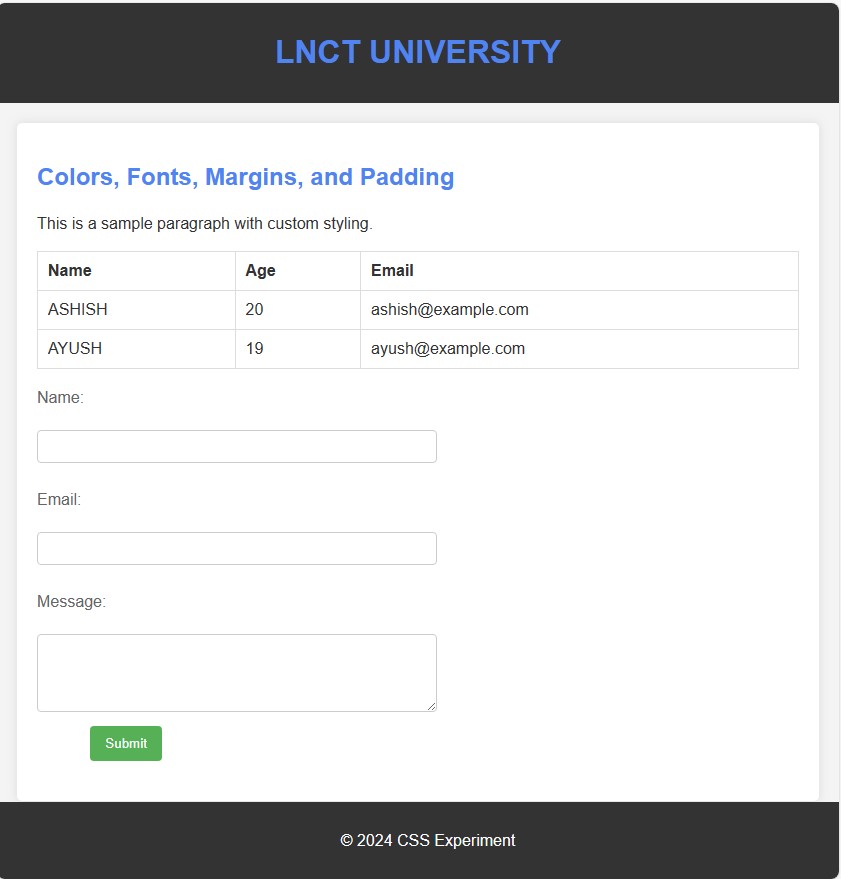 LNCT UNIVERSITY
Colors, Fonts, Margins, and Padding
This is a sample paragraph with custom styling.
Name Age Email
ASHISH 20 ashish@example.com
AYUSH 19 ayush@example.com
Name:
Email:
Message:
Submit
© 2024 CSS Experiment